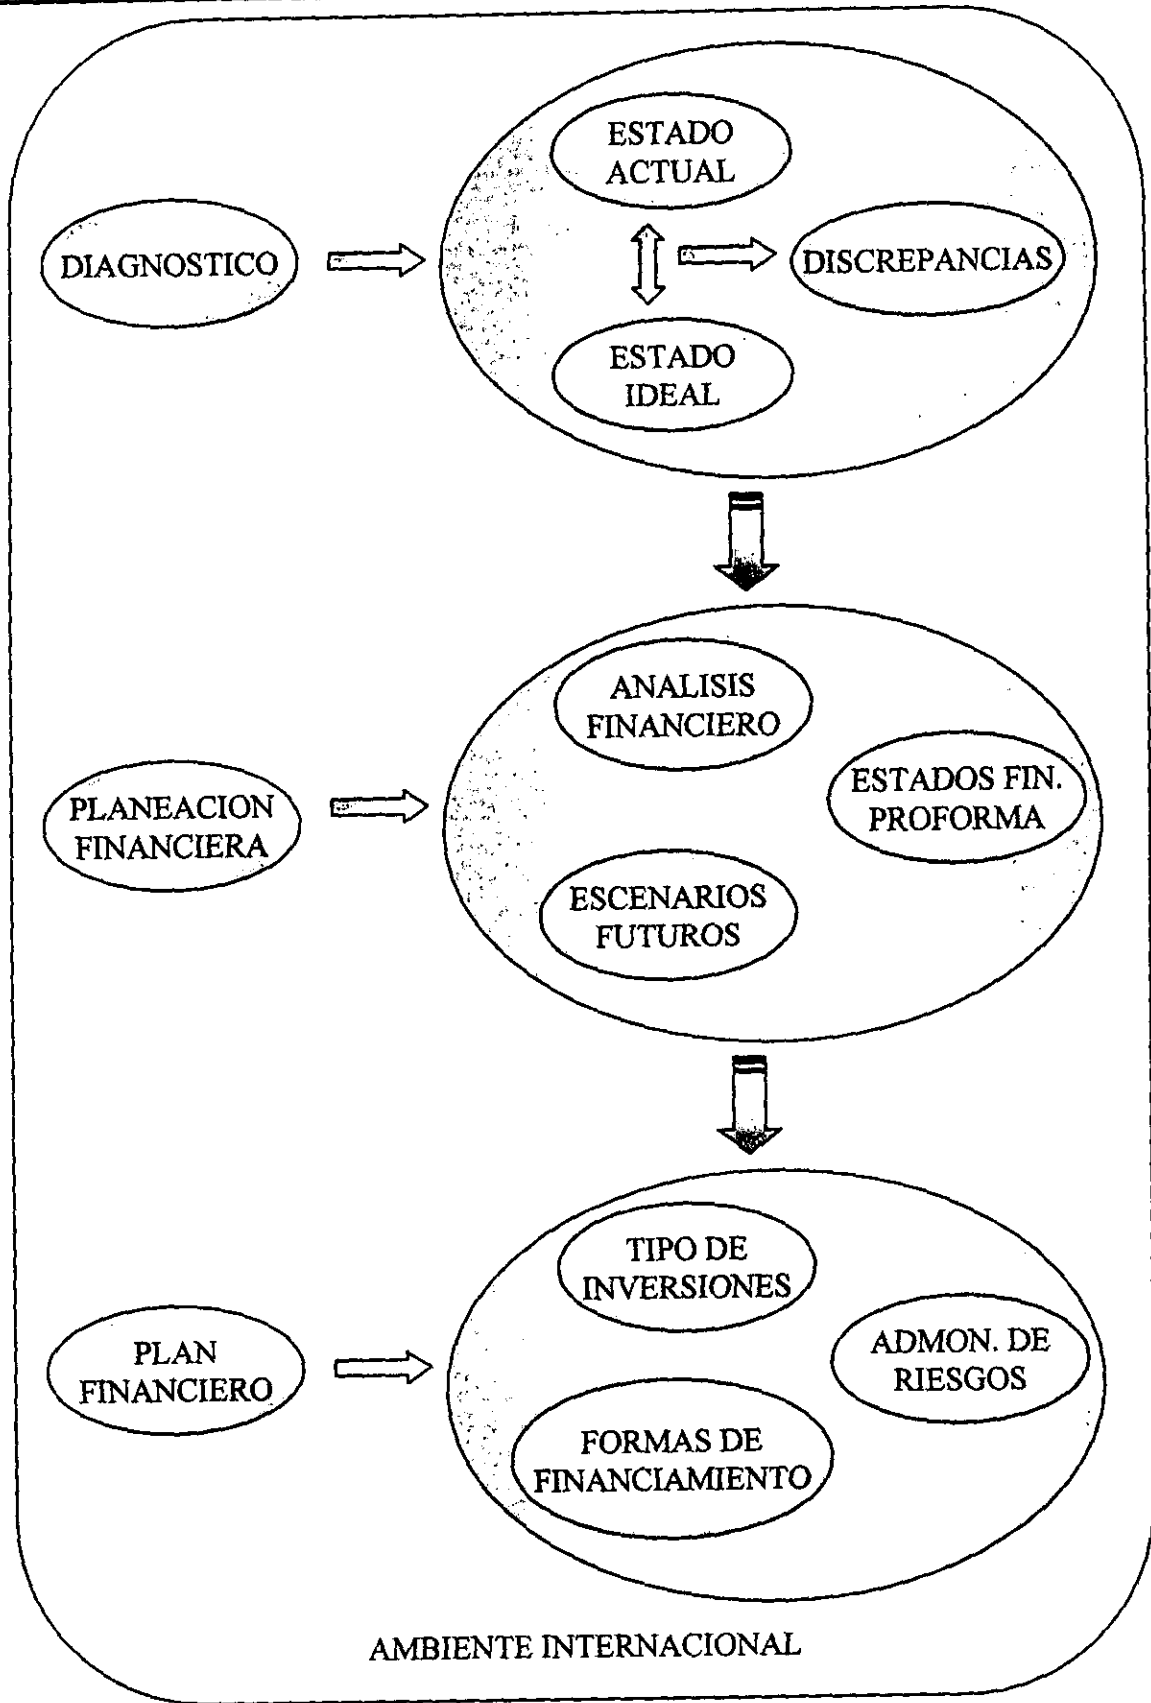 ESTADO
ACTUAL
DIAGNOSTICO
DISCREPANCIAS
ESTADO
IDEAL
ANALISIS
FINANCIERO
PLANEACION
FINANCIERA
ESTADOS FIN.
PROFORMA
ESCENARIOS
FUTUROS
TIPO DE
INVERSIONES
PLAN
FINANCIERO
ADMON. DE
RIESGOS
FORMAS DE
FINANCIAMIENTO
AMBIENTE INTERNACIONAL